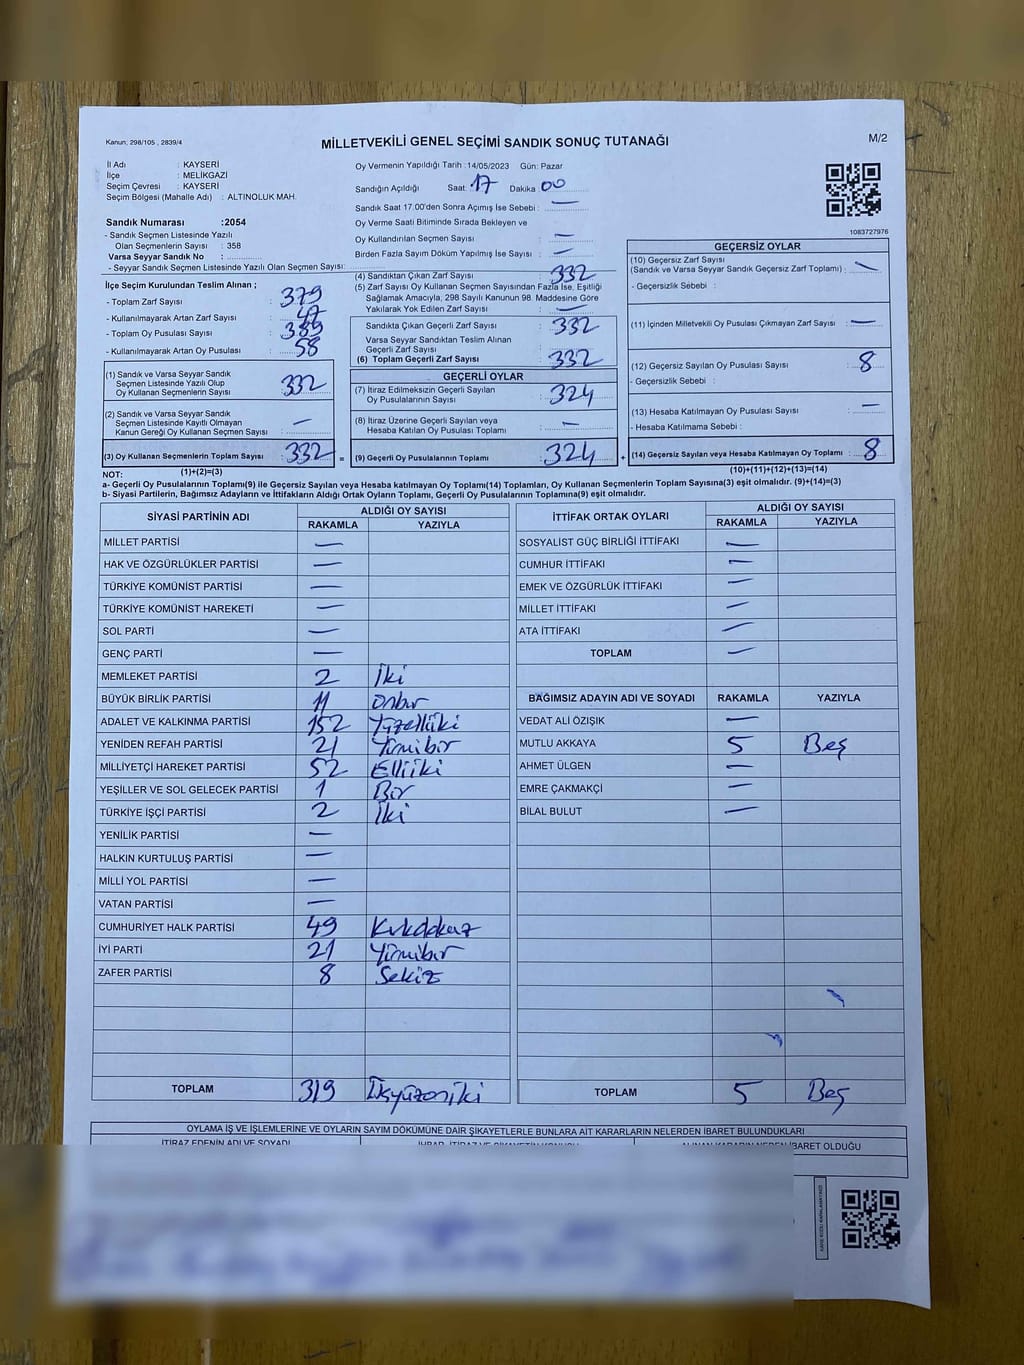 Kanun; 298/105 , 2839/4
MİLLETVEKİLİ GENEL SEÇİMİ SANDIK SONUÇ TUTANAĞI
M/2
İl Adı : KAYSERİ
İlçe : MELİKGAZİ
Seçim Çevresi : KAYSERİ
Seçim Bölgesi (Mahalle Adı) : ALTINOLUK MAH.
Sandık Numarası :2054
- Sandık Seçmen Listesinde Yazılı
Olan Seçmenlerin Sayısı : 358
Varsa Seyyar Sandık No :
- Seyyar Sandık Seçmen Listesinde Yazılı Olan Seçmen Sayısı:
Oy Vermenin Yapıldığı Tarih :14/05/2023 Gün: Pazar
Sandığın Açıldığı Saat: 17 Dakika 00
Sandık Saat 17.00'den Sonra Açımış İse Sebebi : —
Oy Verme Saati Bitiminde Sırada Bekleyen ve
Oy Kullandırılan Seçmen Sayısı : —
Birden Fazla Sayım Döküm Yapılmış İse Sayısı : —
1083727976
İlçe Seçim Kurulundan Teslim Alınan ;
- Toplam Zarf Sayısı : 379
- Kullanılmayarak Artan Zarf Sayısı : 47
- Toplam Oy Pusulası Sayısı :
- Kullanılmayarak Artan Oy Pusulası : 58
(1) Sandık ve Varsa Seyyar Sandık
Seçmen Listesinde Yazılı Olup
Oy Kullanan Seçmenlerin Sayısı : 332
(2) Sandık ve Varsa Seyyar Sandık
Seçmen Listesinde Kayıtlı Olmayan
Kanun Gereği Oy Kullanan Seçmen Sayısı : —
(3) Oy Kullanan Seçmenlerin Toplam Sayısı : 332 =
(4) Sandıktan Çıkan Zarf Sayısı : 332
(5) Zarf Sayısı Oy Kullanan Seçmen Sayısından Fazla İse, Eşitliği
Sağlamak Amacıyla, 298 Sayılı Kanunun 98. Maddesine Göre
Yakılarak Yok Edilen Zarf Sayısı : —
Sandıkta Çıkan Geçerli Zarf Sayısı : 332
Varsa Seyyar Sandıktan Teslim Alınan
Geçerli Zarf Sayısı :
(6) Toplam Geçerli Zarf Sayısı : 332
GEÇERLİ OYLAR
(7) İtiraz Edilmeksizin Geçerli Sayılan
Oy Pusulalarının Sayısı : 324
(8) İtiraz Üzerine Geçerli Sayılan veya
Hesaba Katılan Oy Pusulası Toplamı : —
(9) Geçerli Oy Pusulalarının Toplamı : 324 +
GEÇERSİZ OYLAR
(10) Geçersiz Zarf Sayısı
(Sandık ve Varsa Seyyar Sandık Geçersiz Zarf Toplamı) : —
- Geçersizlik Sebebi :
(11) İçinden Milletvekili Oy Pusulası Çıkmayan Zarf Sayısı : —
(12) Geçersiz Sayılan Oy Pusulası Sayısı : 8
- Geçersizlik Sebebi :
(13) Hesaba Katılmayan Oy Pusulası Sayısı : —
- Hesaba Katılmama Sebebi :
(14) Geçersiz Sayılan veya Hesaba Katılmayan Oy Toplamı : 8
NOT: (1)+(2)=(3) (10)+(11)+(12)+(13)=(14)
a- Geçerli Oy Pusulalarının Toplamı(9) ile Geçersiz Sayılan veya Hesaba katılmayan Oy Toplamı(14) Toplamları, Oy Kullanan Seçmenlerin Toplam Sayısına(3) eşit olmalıdır. (9)+(14)=(3)
b- Siyasi Partilerin, Bağımsız Adayların ve İttifakların Aldığı Ortak Oyların Toplamı, Geçerli Oy Pusulalarının Toplamına(9) eşit olmalıdır.
SİYASİ PARTİNİN ADI ALDIĞI OY SAYISI
RAKAMLA YAZIYLA
MİLLET PARTİSİ —
HAK VE ÖZGÜRLÜKLER PARTİSİ —
TÜRKİYE KOMÜNİST PARTİSİ —
TÜRKİYE KOMÜNİST HAREKETİ —
SOL PARTİ —
GENÇ PARTİ —
MEMLEKET PARTİSİ 2 İki
BÜYÜK BİRLİK PARTİSİ 11 Onbir
ADALET VE KALKINMA PARTİSİ 152 Yüzelliiki
YENİDEN REFAH PARTİSİ 21 Yirmibir
MİLLİYETÇİ HAREKET PARTİSİ 52 Elliiki
YEŞİLLER VE SOL GELECEK PARTİSİ 1 Bir
TÜRKİYE İŞÇİ PARTİSİ 2 İki
YENİLİK PARTİSİ —
HALKIN KURTULUŞ PARTİSİ —
MİLLİ YOL PARTİSİ —
VATAN PARTİSİ —
CUMHURİYET HALK PARTİSİ 49 Kırkdokuz
İYİ PARTİ 21 Yirmibir
ZAFER PARTİSİ 8 Sekiz
TOPLAM 319
İTTİFAK ORTAK OYLARI ALDIĞI OY SAYISI
RAKAMLA YAZIYLA
SOSYALİST GÜÇ BİRLİĞİ İTTİFAKI —
CUMHUR İTTİFAKI —
EMEK VE ÖZGÜRLÜK İTTİFAKI —
MİLLET İTTİFAKI —
ATA İTTİFAKI —
TOPLAM —
BAĞIMSIZ ADAYIN ADI VE SOYADI RAKAMLA YAZIYLA
VEDAT ALİ ÖZIŞIK —
MUTLU AKKAYA 5 Beş
AHMET ÜLGEN —
EMRE ÇAKMAKÇİ —
BİLAL BULUT —
TOPLAM 5 Beş
OYLAMA İŞ VE İŞLEMLERİNE VE OYLARIN SAYIM DÖKÜMÜNE DAİR ŞİKAYETLERLE BUNLARA AİT KARARLARIN NELERDEN İBARET BULUNDUKLARI
İTİRAZ EDENİN ADI VE SOYADI İHBAR, İTİRAZ VE ŞİKAYETİN KONUSU ALINAN KARARIN NEDEN İBARET OLDUĞU